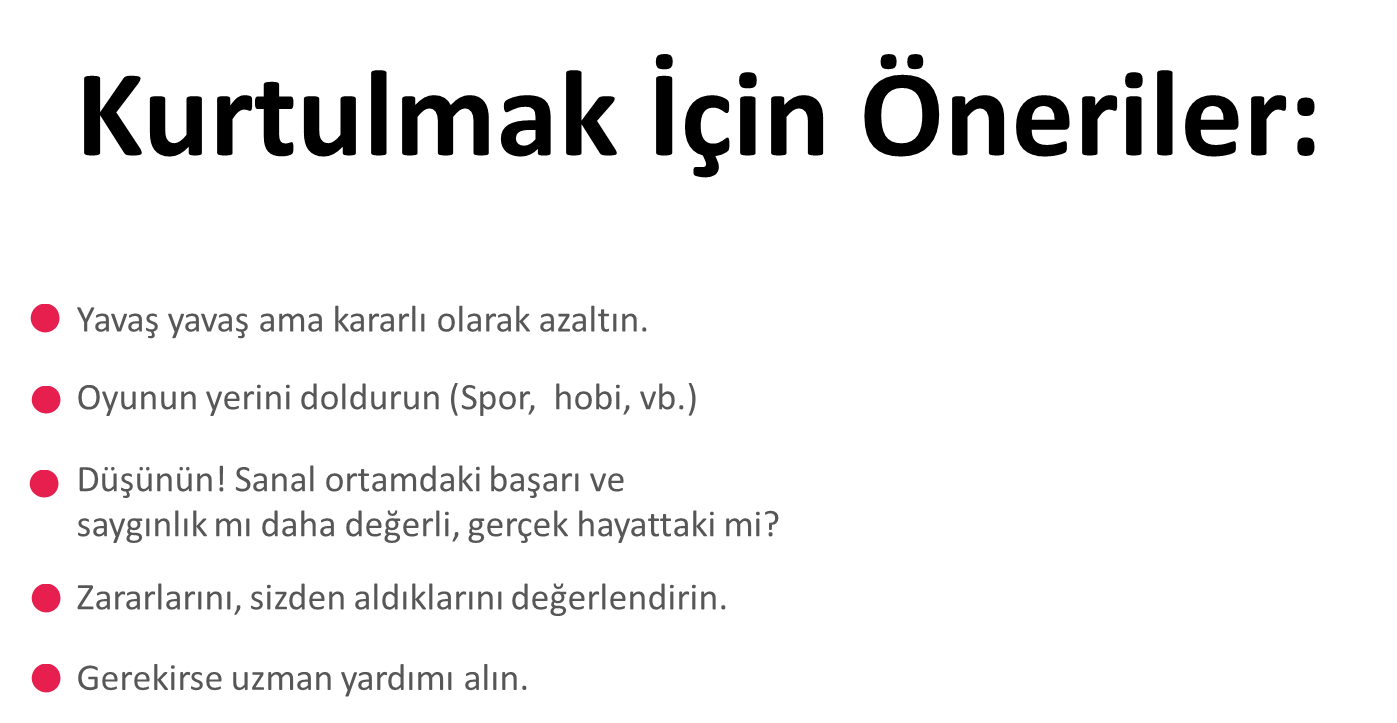 Kurtulmak İçin Öneriler:
Yavaş yavaş ama kararlı olarak azaltın.
Oyunun yerini doldurun (Spor,  hobi, vb.)
Düşünün! Sanal ortamdaki başarı ve
saygınlık mı daha değerli, gerçek hayattaki mi?
Zararlarını, sizden aldıklarını değerlendirin.
Gerekirse uzman yardımı alın.